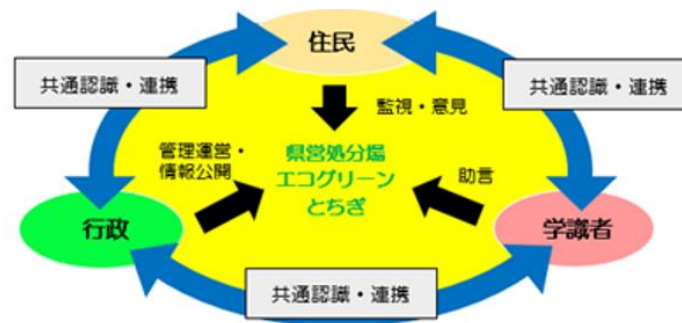 住民
共通認識・連携
共通認識・連携
監視・意見
管理運営・
情報公開
県営処分場
エコグリーン
とちぎ
助言
行政
学識者
共通認識・連携